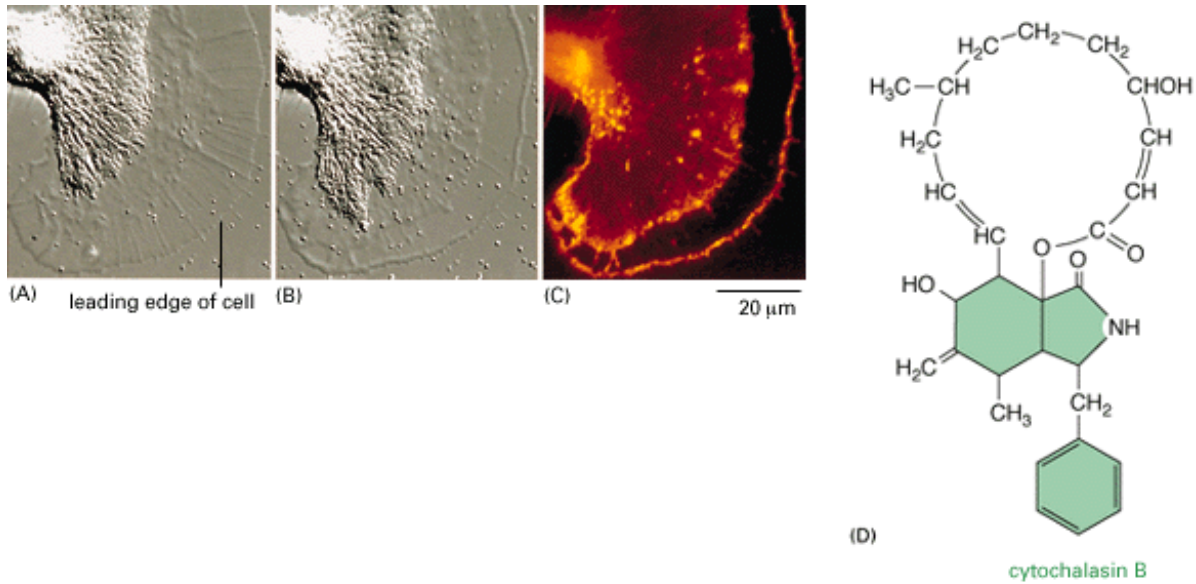 (A)
leading edge of cell
(B)
(C)
20 μm
H₂C
CH₂
CH₂
H₃C
CH
CHOH
H₂C
CH
CH
HC
HC
O
C
O
O
HO
NH
H₂C
CH₃
CH₂
(D)
cytochalasin B